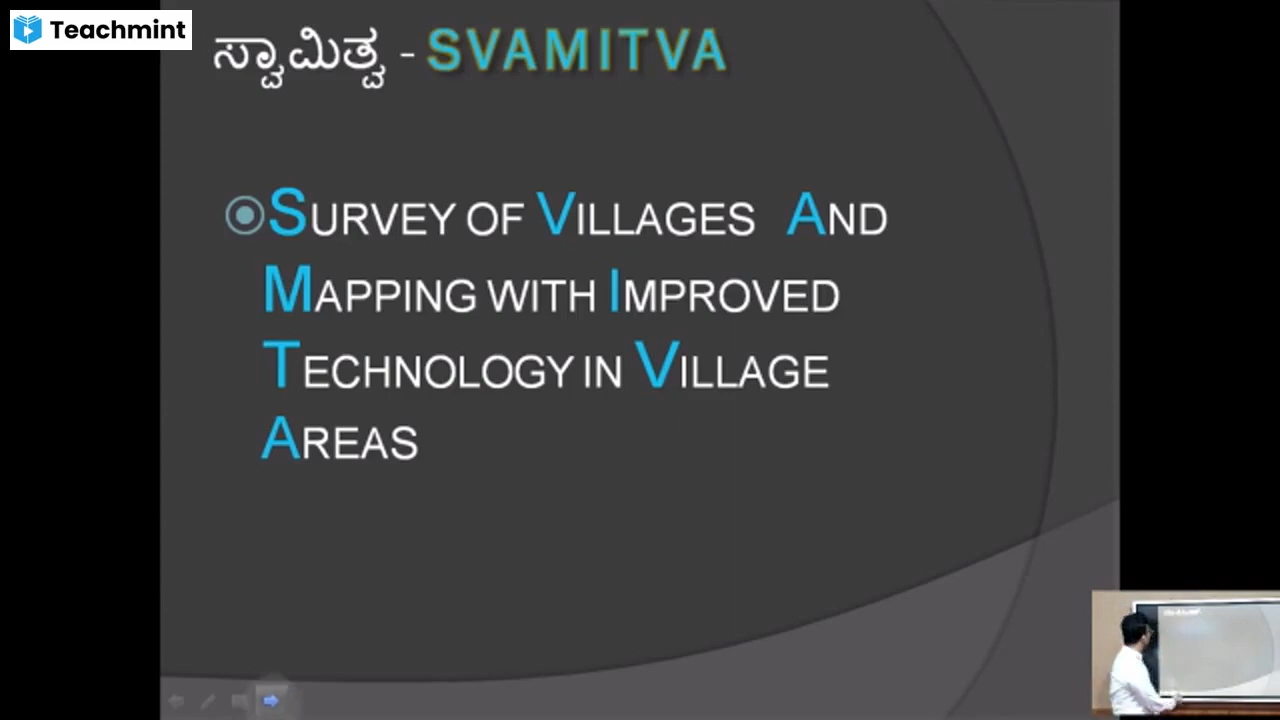 Teachmint
ಸ್ವಾಮಿತ್ವ - SVAMITVA
SURVEY OF VILLAGES AND
MAPPING WITH IMPROVED
TECHNOLOGY IN VILLAGE
AREAS